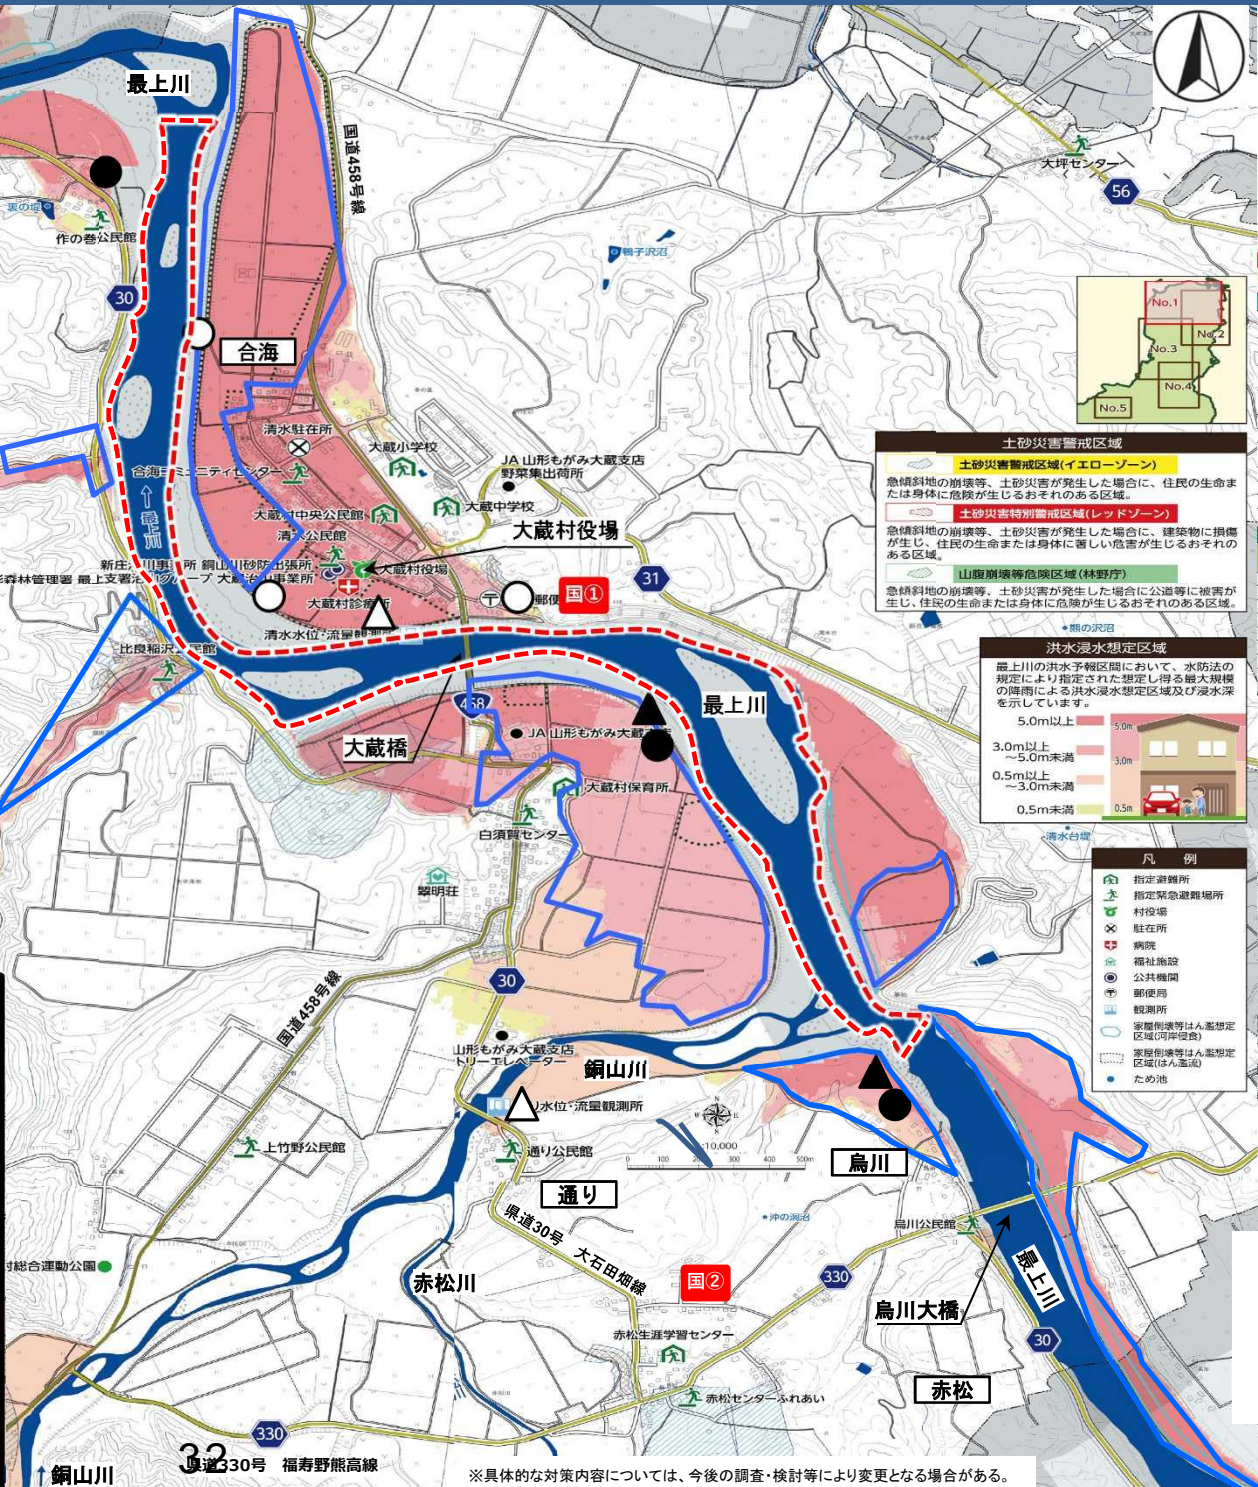 最上川
国道458号線
大坪センター
56
裏の堤
作の巻公民館
鴨子沢沼
30
合海
No.1
No.2
No.3
No.4
No.5
清水駐在所
大蔵小学校
JA 山形もがみ大蔵支店
野菜集出荷所
合海コミュニティセンター
大蔵村中央公民館
大蔵中学校
清水公民館
大蔵村役場
↑最上川
大蔵村役場
大蔵村診療所
郵便
国①
31
清水水位・流量観測所
比良稲沢公民館
土砂災害警戒区域
土砂災害警戒区域(イエローゾーン)
急傾斜地の崩壊等、土砂災害が発生した場合に、住民の生命または身体に危険が生じるおそれのある区域。
土砂災害特別警戒区域(レッドゾーン)
急傾斜地の崩壊等、土砂災害が発生した場合に、建築物に損傷が生じ、住民の生命または身体に著しい危害が生じるおそれのある区域。
山腹崩壊等危険区域(林野庁)
急傾斜地の崩壊等、土砂災害が発生した場合に公道等に被害が生じ、住民の生命または身体に危険が生じるおそれのある区域。
熊の沢沼
洪水浸水想定区域
最上川の洪水予報区間において、水防法の
規定により指定された想定し得る最大規模
の降雨による洪水浸水想定区域及び浸水深
を示しています。
5.0m以上
3.0m以上
～5.0m未満
0.5m以上
～3.0m未満
0.5m未満
5.0m
3.0m
0.5m
清水台堤
458
最上川
大蔵橋
JA 山形もがみ大蔵支店
大蔵村保育所
白須賀センター
翠明荘
凡 例
指定避難所
指定緊急避難場所
村役場
駐在所
病院
福祉施設
公共機関
郵便局
観測所
家屋倒壊等はん濫想定
区域(河岸侵食)
家屋倒壊等はん濫想定
区域(はん濫流)
ため池
30
国道458号線
山形もがみ大蔵支店
トリーエレベーター
銅山川
水位・流量観測所
W
E
:10,000
0 100 200 300 400 500m
上竹野公民館
通り公民館
通り
烏川
県道30号 大石田畑線
沖の洞沼
烏川公民館
村総合運動公園
赤松川
国②
330
最上川
烏川大橋
30
赤松生涯学習センター
赤松
赤松センターふれあい
330
32
県道330号 福寿野熊高線
↑銅山川
※具体的な対策内容については、今後の調査・検討等により変更となる場合がある。